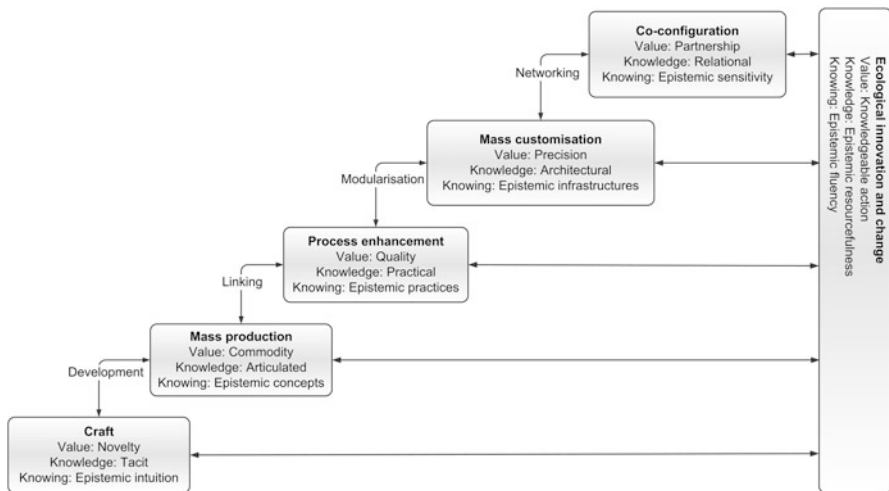 Co-configuration
Value: Partnership
Knowledge: Relational
Knowing: Epistemic sensitivity
Networking
Mass customisation
Value: Precision
Knowledge: Architectural
Knowing: Epistemic infrastructures
Modularisation
Process enhancement
Value: Quality
Knowledge: Practical
Knowing: Epistemic practices
Linking
Mass production
Value: Commodity
Knowledge: Articulated
Knowing: Epistemic concepts
Development
Craft
Value: Novelty
Knowledge: Tacit
Knowing: Epistemic intuition
Ecological innovation and change
Value: Knowledgeable action
Knowledge: Epistemic resourcefulness
Knowing: Epistemic fluency